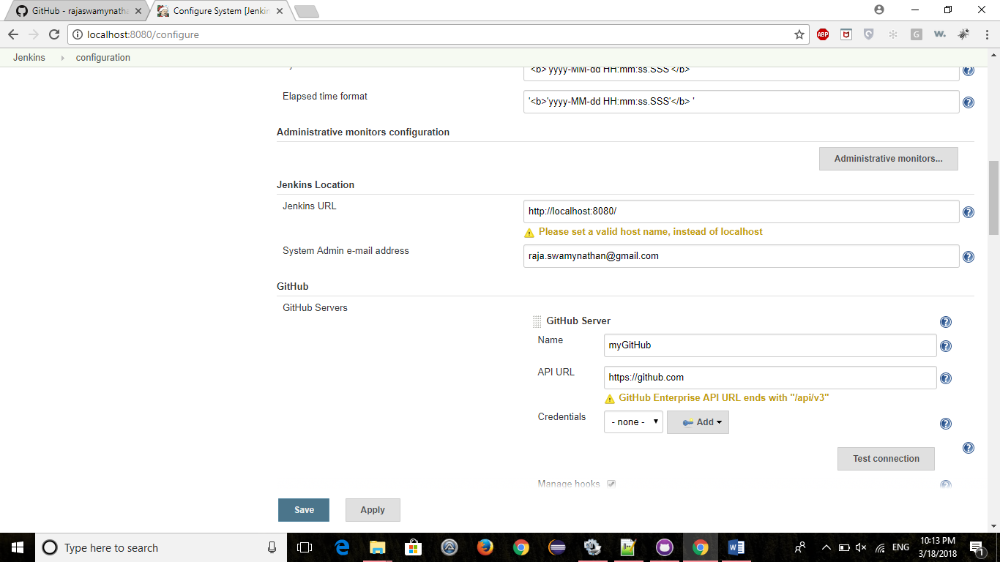 GitHub - rajaswamynath
Configure System [Jenkin
localhost:8080/configure
ABP
G
w.
Jenkins
configuration
'<b>'yyyy-MM-dd HH:mm:ss.SSS'</b>'
Elapsed time format
'<b>'yyyy-MM-dd HH:mm:ss.SSS'</b> '
Administrative monitors configuration
Administrative monitors...
Jenkins Location
Jenkins URL
http://localhost:8080/
Please set a valid host name, instead of localhost
System Admin e-mail address
raja.swamynathan@gmail.com
GitHub
GitHub Servers
GitHub Server
Name
myGitHub
API URL
https://github.com
GitHub Enterprise API URL ends with "/api/v3"
Credentials
- none -
Add
Test connection
Manage hooks
Save
Apply
Type here to search
ENG
10:13 PM
3/18/2018
1